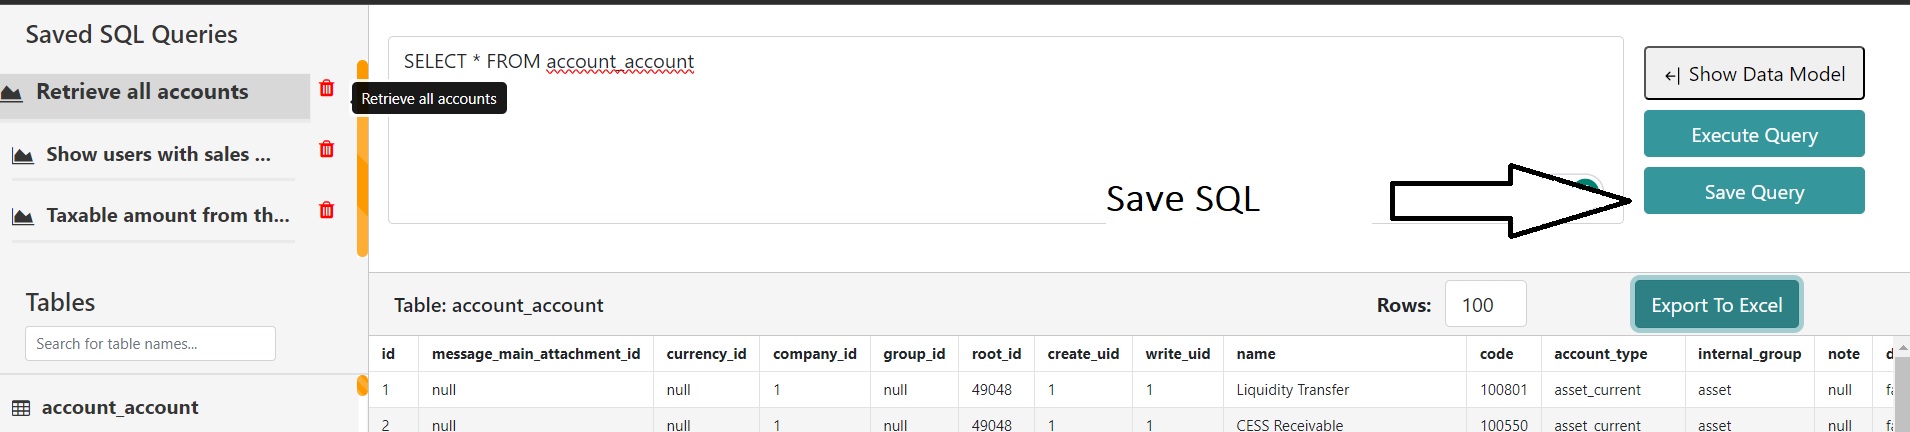 Saved SQL Queries
Retrieve all accounts
Retrieve all accounts
Show users with sales ...
Taxable amount from th...
Tables
Search for table names...
account_account
SELECT * FROM account_account
Save SQL
Show Data Model
Execute Query
Save Query
Table: account_account Rows: 100 Export To Excel
id message_main_attachment_id currency_id company_id group_id root_id create_uid write_uid name code account_type internal_group note d
1 null null 1 null 49048 1 1 Liquidity Transfer 100801 asset_current asset null fa
2 null null 1 null 49048 1 1 CESS Receivable 100550 asset_current asset null fa